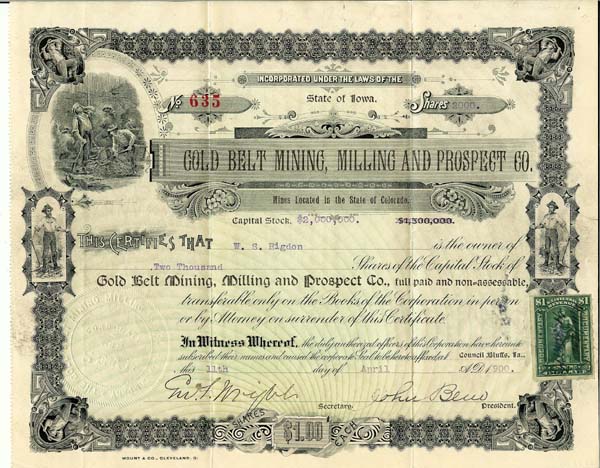 INCORPORATED UNDER THE LAWS OF THE
No 635
State of Iowa.
Shares 2000.
GOLD BELT MINING, MILLING AND PROSPECT CO.
Mines Located in the State of Colorado.
Capital Stock. $2,000,000. $1,300,000.
THIS CERTIFIES THAT W. S. Rigdon is the owner of
Two Thousand Shares of the Capital Stock of
Gold Belt Mining, Milling and Prospect Co., full paid and non-assessable,
transferable only on the Books of the Corporation in person
or by Attorney on surrender of this Certificate.
In Witness Whereof, the duly authorized officers of this Corporation have hereunto
subscribed their names and caused the corporate Seal to be hereto affixed at Council Bluffs, Ia.,
this 11th day of April A.D. 1900.
Secretary. President.
SHARES $1.00 EACH
MOUNT & CO., CLEVELAND, O.
$1 $1
DOCUMENTARY